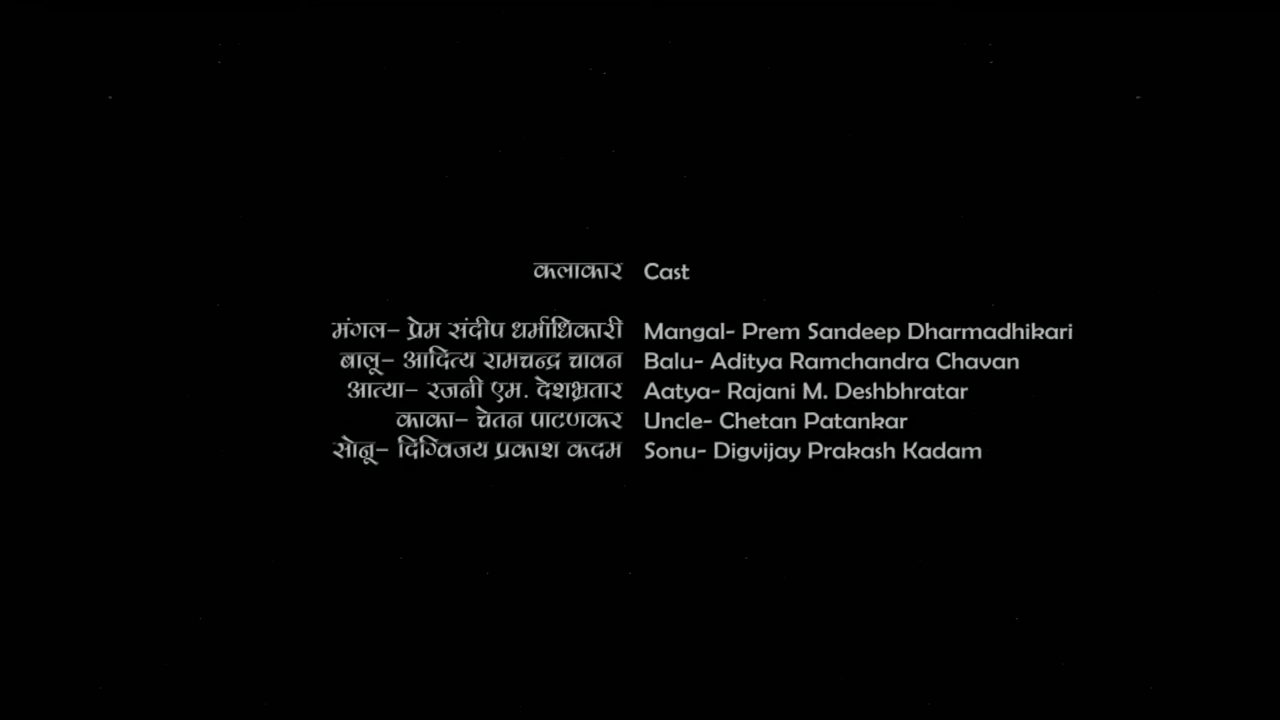 कलाकार Cast
मंगल- प्रेम संदीप धर्माधिकारी Mangal- Prem Sandeep Dharmadhikari
बालू- आदित्य रामचन्द्र चावन Balu- Aditya Ramchandra Chavan
आत्या- रजनी एम. देशभ्रतार Aatya- Rajani M. Deshbhratar
काका- चेतन पाटणकर Uncle- Chetan Patankar
सोनू- दिग्विजय प्रकाश कदम Sonu- Digvijay Prakash Kadam